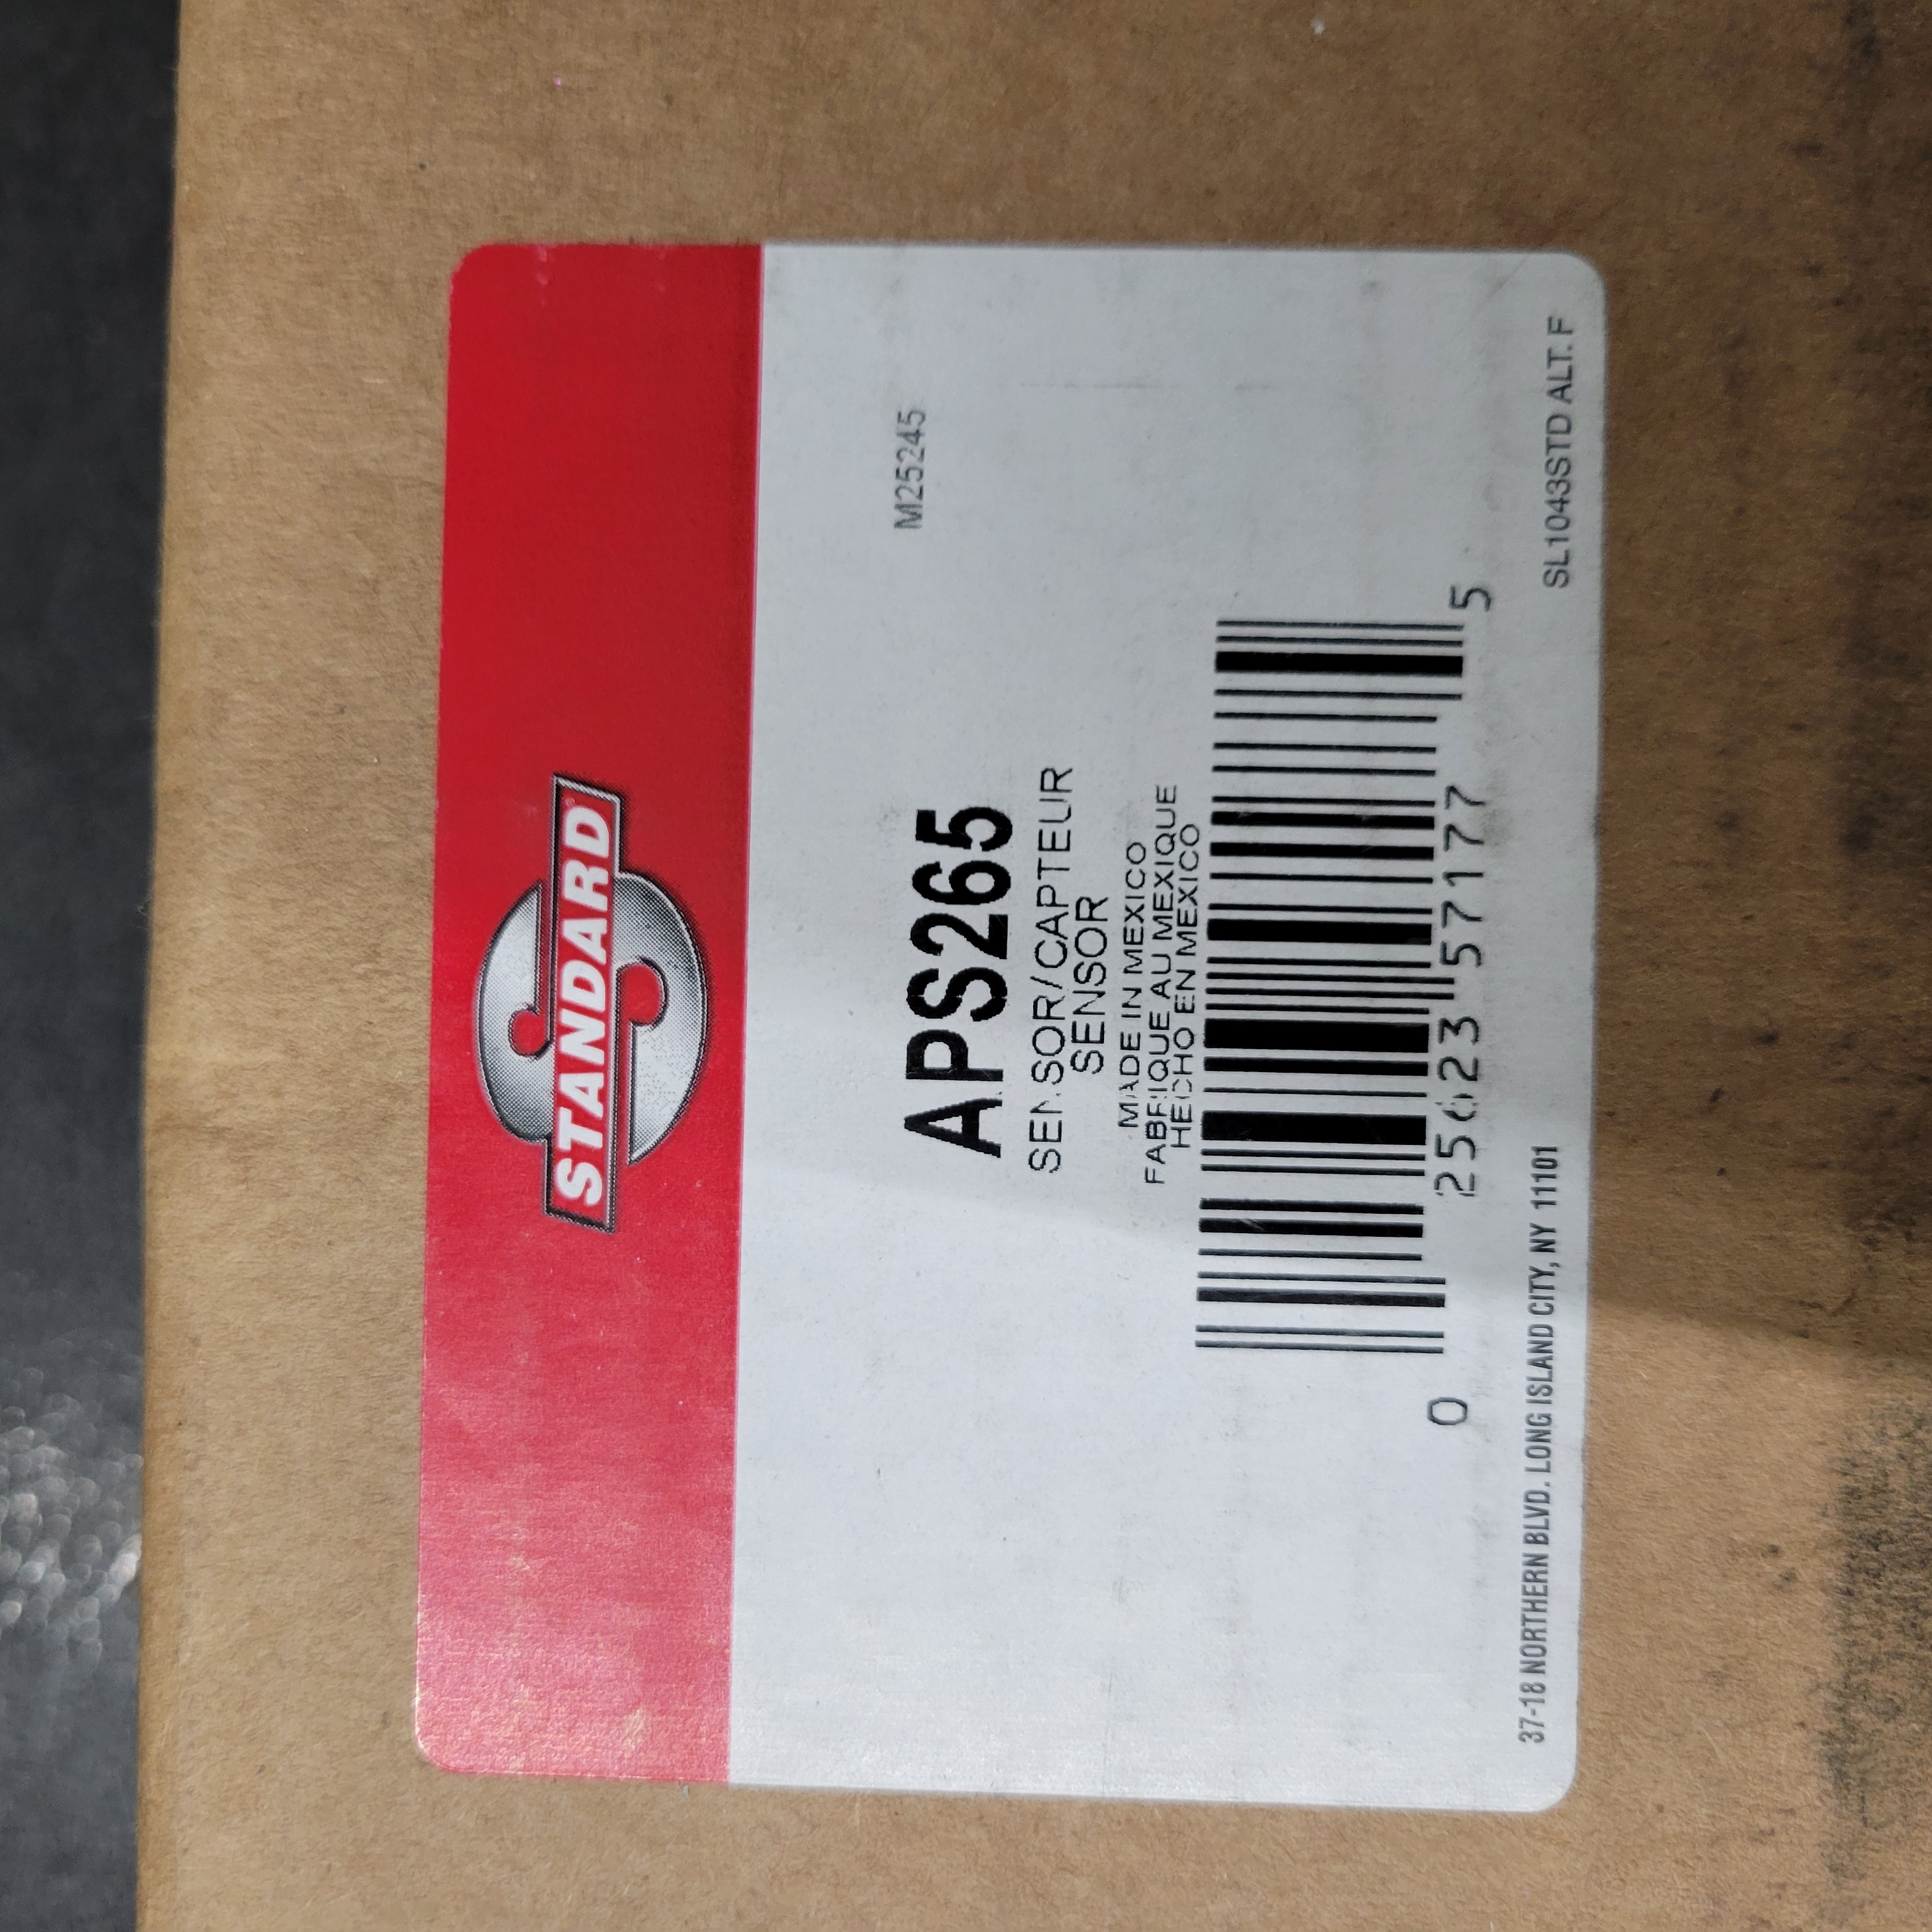 STANDARD
M25245
APS265
SENSOR/CAPTEUR
SENSOR
MADE IN MEXICO
FABRIQUE AU MEXIQUE
HECHO EN MEXICO
0 25623 57177 5
37-18 NORTHERN BLVD. LONG ISLAND CITY, NY 11101
SL1043STD ALT. F